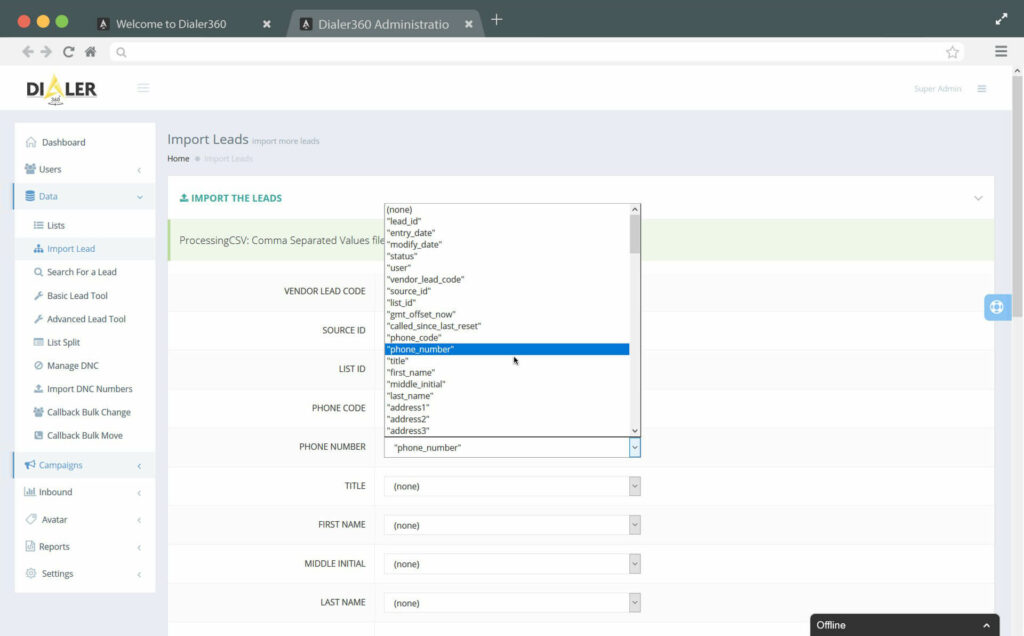 Welcome to Dialer360
Dialer360 Administratio
DIALER
360
Super Admin
Dashboard
Users
Data
Lists
Import Lead
Search For a Lead
Basic Lead Tool
Advanced Lead Tool
List Split
Manage DNC
Import DNC Numbers
Callback Bulk Change
Callback Bulk Move
Campaigns
Inbound
Avatar
Reports
Settings
Import Leads import more leads
Home Import Leads
IMPORT THE LEADS
ProcessingCSV: Comma Separated Values file
(none)
"lead_id"
"entry_date"
"modify_date"
"status"
"user"
"vendor_lead_code"
"source_id"
"list_id"
"gmt_offset_now"
"called_since_last_reset"
"phone_code"
"phone_number"
"title"
"first_name"
"middle_initial"
"last_name"
"address1"
"address2"
"address3"
VENDOR LEAD CODE
SOURCE ID
LIST ID
PHONE CODE
PHONE NUMBER "phone_number"
TITLE (none)
FIRST NAME (none)
MIDDLE INITIAL (none)
LAST NAME (none)
Offline